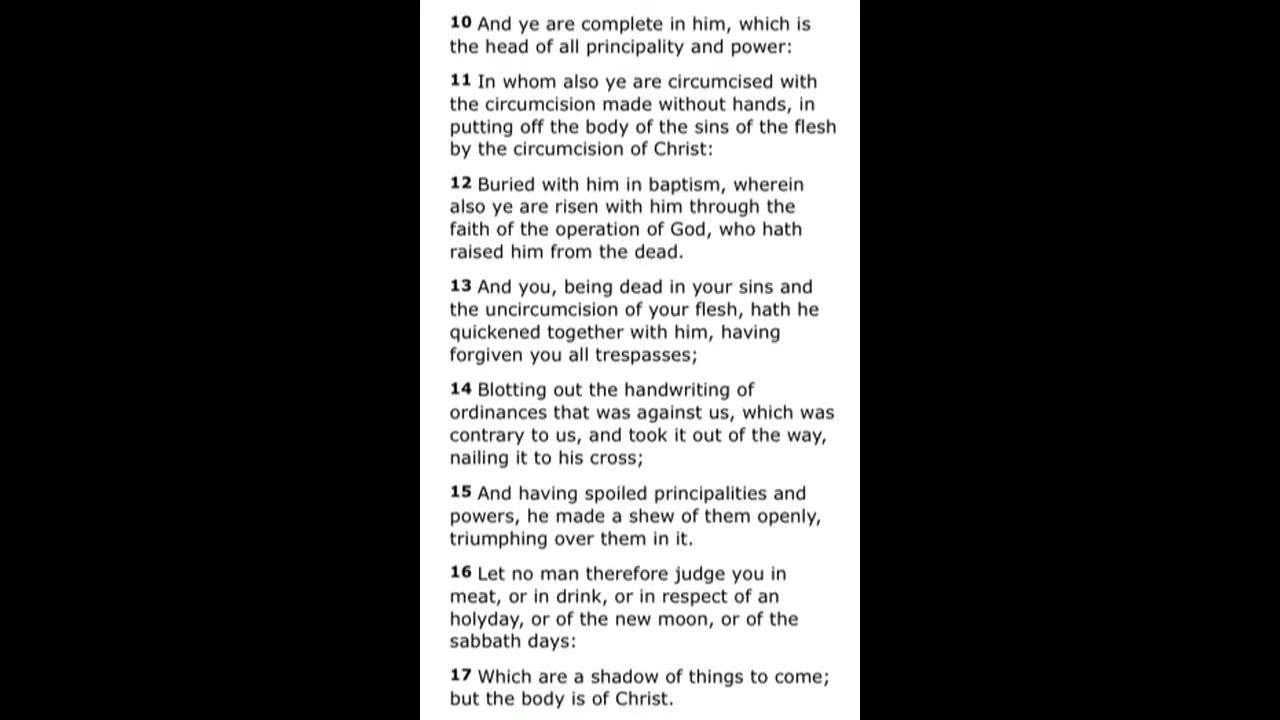 10 And ye are complete in him, which is
the head of all principality and power:
11 In whom also ye are circumcised with
the circumcision made without hands, in
putting off the body of the sins of the flesh
by the circumcision of Christ:
12 Buried with him in baptism, wherein
also ye are risen with him through the
faith of the operation of God, who hath
raised him from the dead.
13 And you, being dead in your sins and
the uncircumcision of your flesh, hath he
quickened together with him, having
forgiven you all trespasses;
14 Blotting out the handwriting of
ordinances that was against us, which was
contrary to us, and took it out of the way,
nailing it to his cross;
15 And having spoiled principalities and
powers, he made a shew of them openly,
triumphing over them in it.
16 Let no man therefore judge you in
meat, or in drink, or in respect of an
holyday, or of the new moon, or of the
sabbath days:
17 Which are a shadow of things to come;
but the body is of Christ.